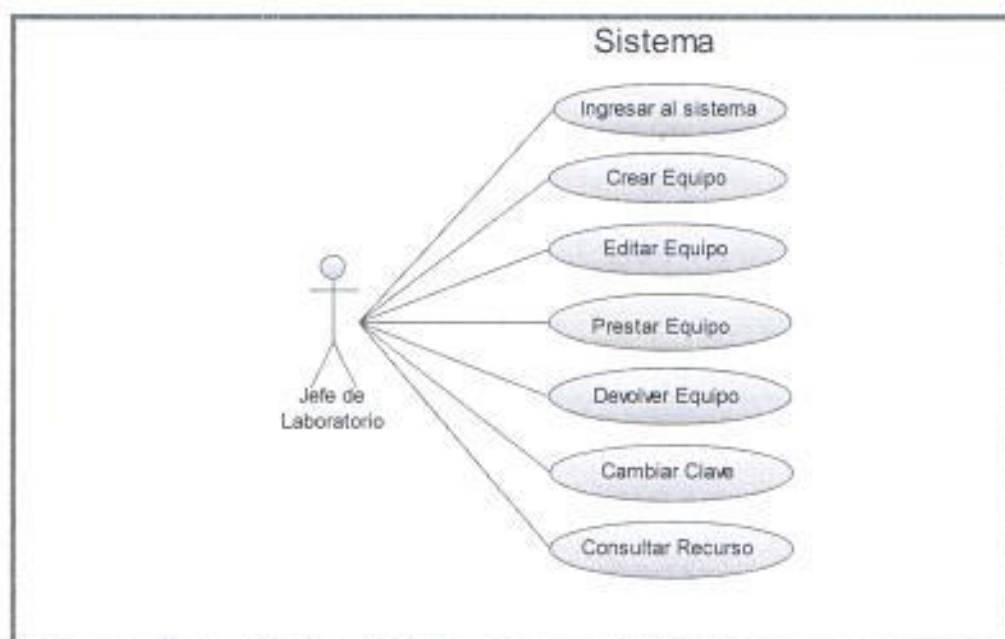 Sistema
Ingresar al sistema
Crear Equipo
Editar Equipo
Prestar Equipo
Devolver Equipo
Cambiar Clave
Consultar Recurso
Jefe de
Laboratorio